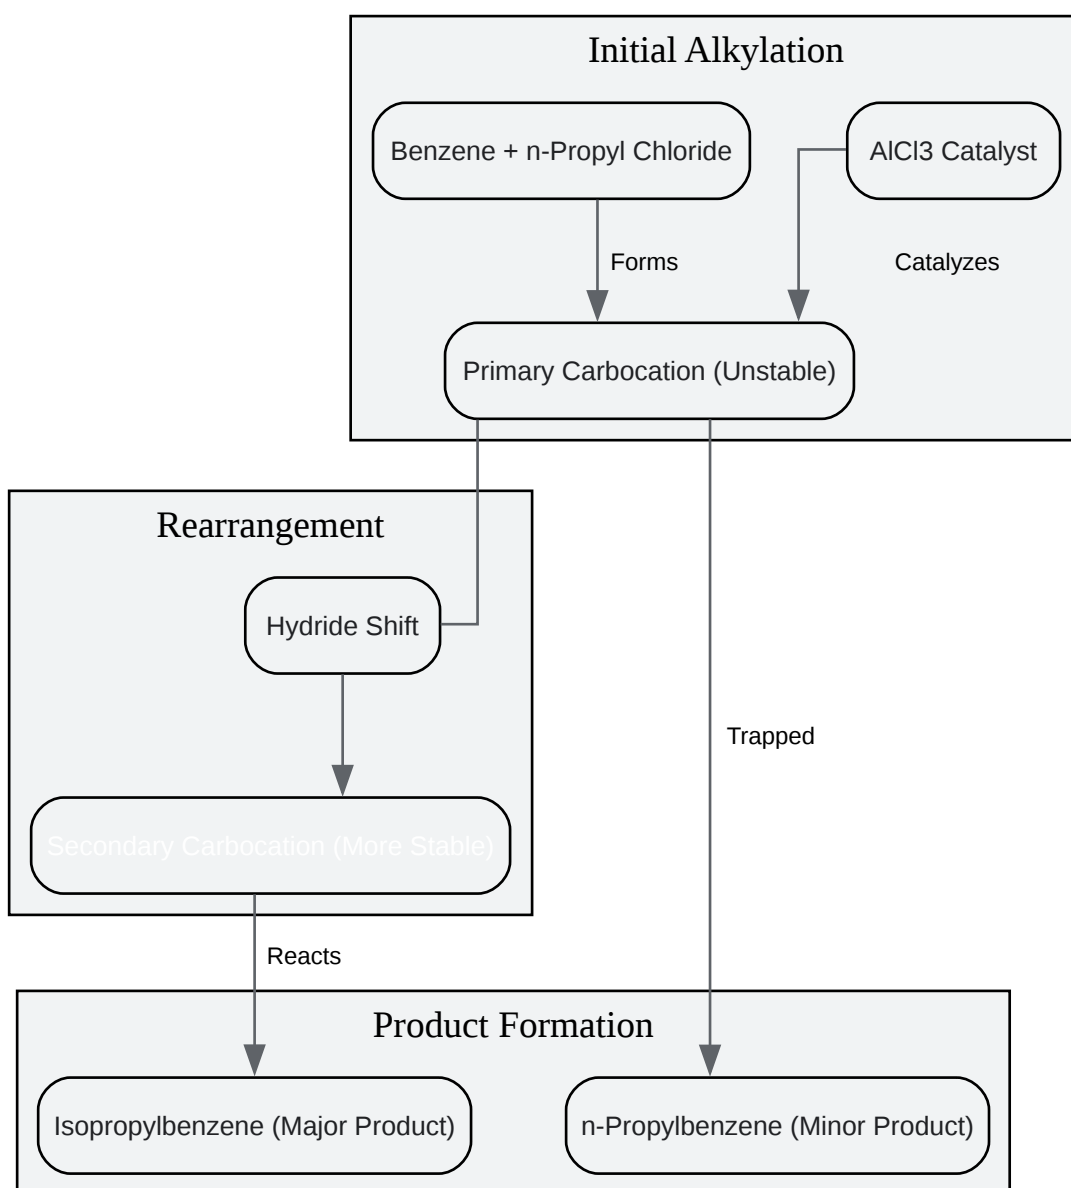 Initial Alkylation
Benzene + n-Propyl Chloride
AlCl3 Catalyst
Forms
Catalyzes
Primary Carbocation (Unstable)
Rearrangement
Hydride Shift
Trapped
Secondary Carbocation (More Stable)
Reacts
Product Formation
Isopropylbenzene (Major Product)
n-Propylbenzene (Minor Product)